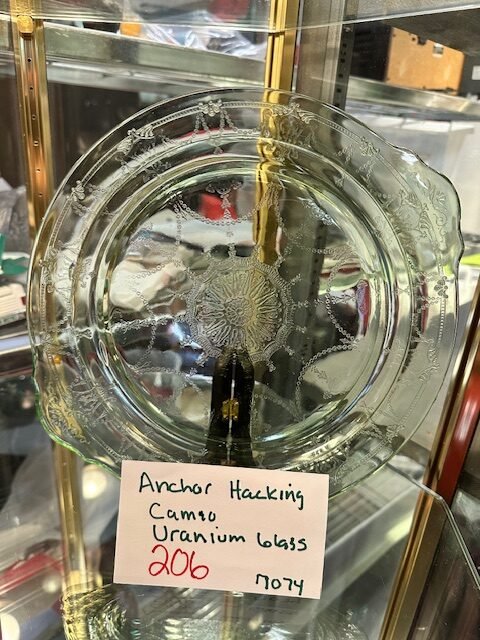 Anchor Hacking
Cameo
Uranium Glass
206
7074